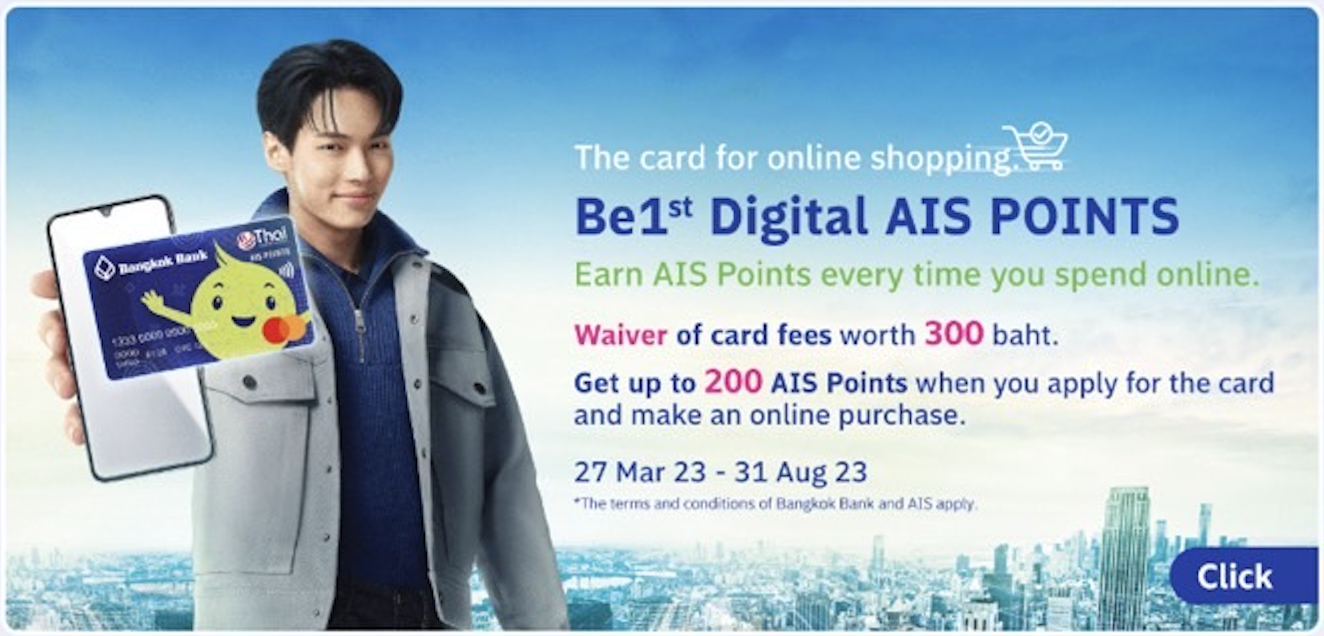 The card for online shopping.
Be1st Digital AIS POINTS
Earn AIS Points every time you spend online.
Waiver of card fees worth 300 baht.
Get up to 200 AIS Points when you apply for the card
and make an online purchase.
27 Mar 23 - 31 Aug 23
*The terms and conditions of Bangkok Bank and AIS apply.
Click
Bangkok Bank
Thai
AIS POINTS